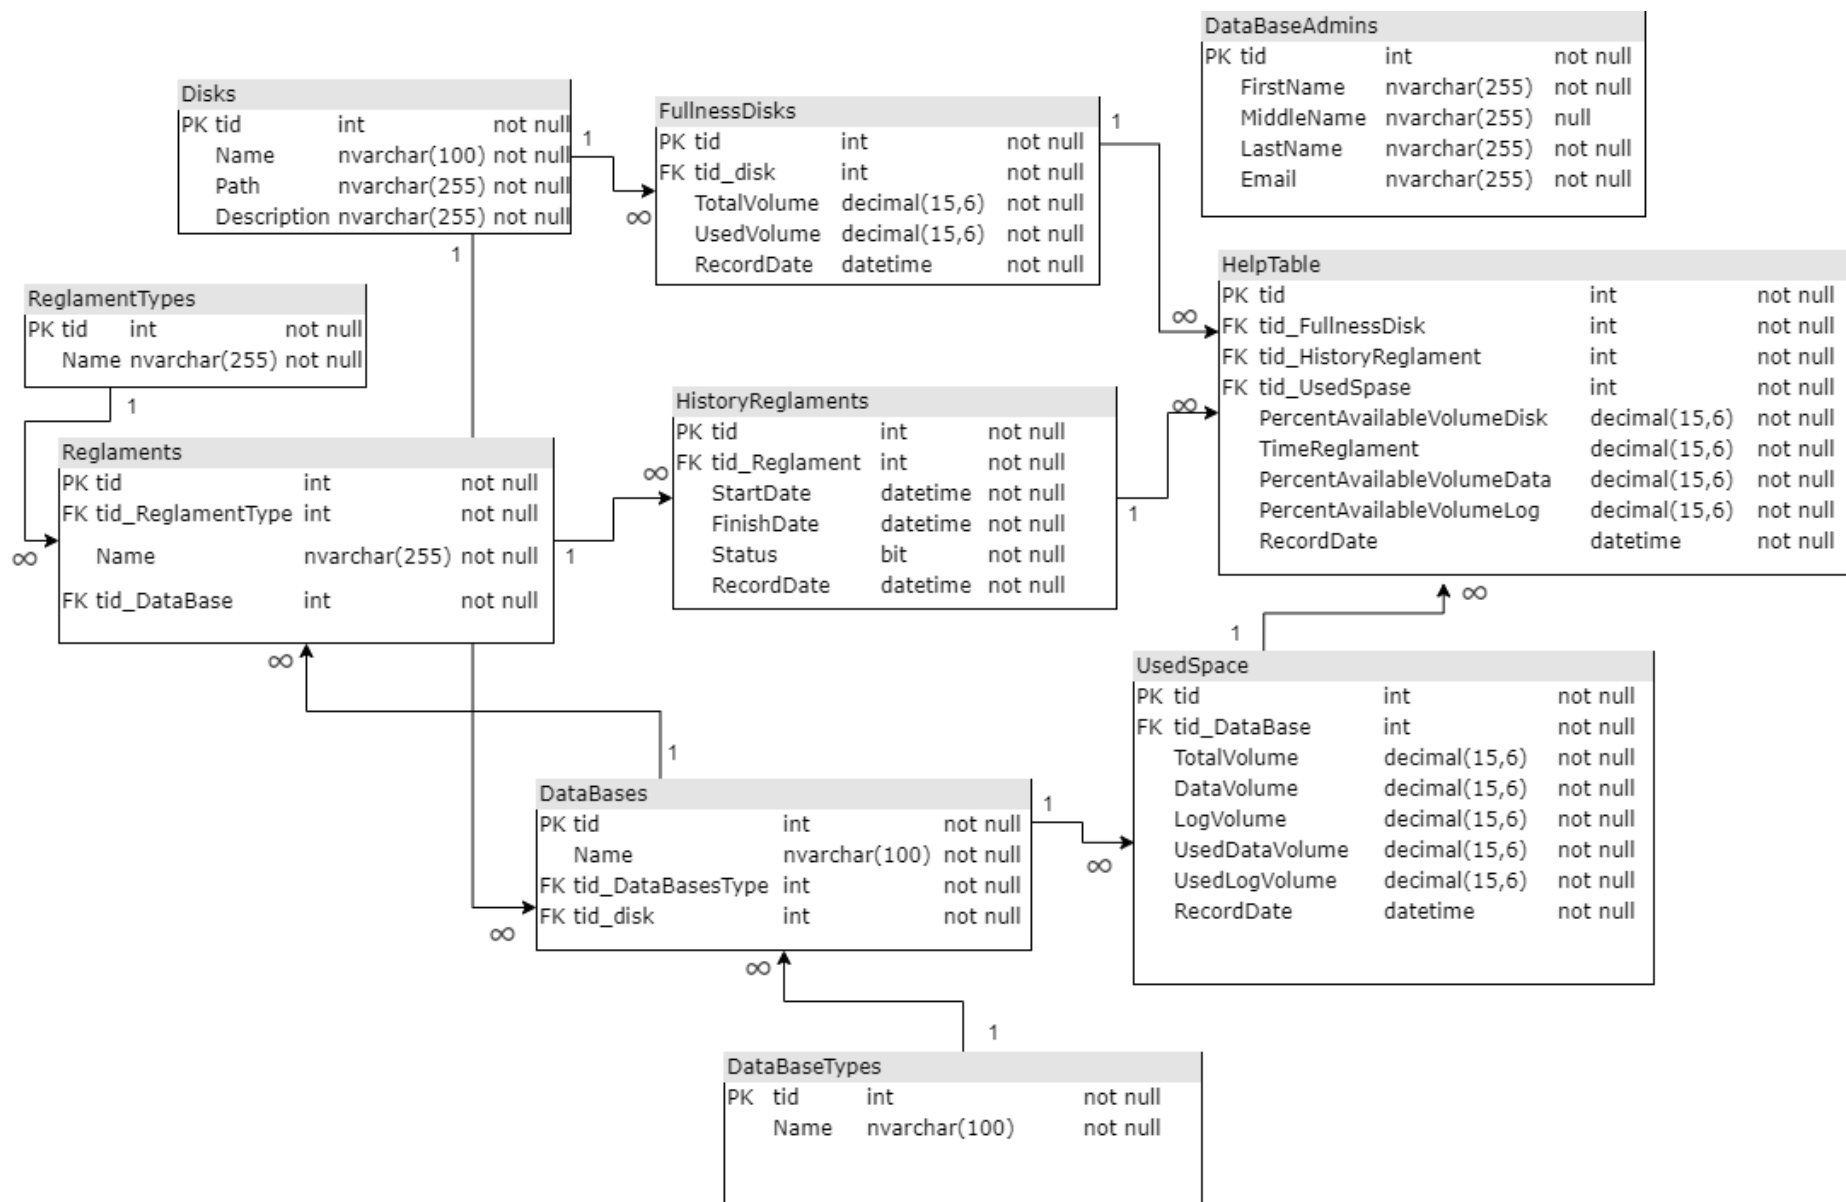 DataBaseAdmins
PK tid int not null
FirstName nvarchar(255) not null
MiddleName nvarchar(255) null
LastName nvarchar(255) not null
Email nvarchar(255) not null
Disks
PK tid int not null
Name nvarchar(100) not null
Path nvarchar(255) not null
Description nvarchar(255) not null
1
∞
1
FullnessDisks
PK tid int not null
FK tid_disk int not null
TotalVolume decimal(15,6) not null
UsedVolume decimal(15,6) not null
RecordDate datetime not null
1
∞
HelpTable
PK tid int not null
FK tid_FullnessDisk int not null
FK tid_HistoryReglament int not null
FK tid_UsedSpase int not null
PercentAvailableVolumeDisk decimal(15,6) not null
TimeReglament decimal(15,6) not null
PercentAvailableVolumeData decimal(15,6) not null
PercentAvailableVolumeLog decimal(15,6) not null
RecordDate datetime not null
ReglamentTypes
PK tid int not null
Name nvarchar(255) not null
1
∞
Reglaments
PK tid int not null
FK tid_ReglamentType int not null
Name nvarchar(255) not null
FK tid_DataBase int not null
1
∞
HistoryReglaments
PK tid int not null
FK tid_Reglament int not null
StartDate datetime not null
FinishDate datetime not null
Status bit not null
RecordDate datetime not null
1
∞
∞
1
∞
1
UsedSpace
PK tid int not null
FK tid_DataBase int not null
TotalVolume decimal(15,6) not null
DataVolume decimal(15,6) not null
LogVolume decimal(15,6) not null
UsedDataVolume decimal(15,6) not null
UsedLogVolume decimal(15,6) not null
RecordDate datetime not null
DataBases
PK tid int not null
Name nvarchar(100) not null
FK tid_DataBasesType int not null
FK tid_disk int not null
1
∞
∞
∞
1
DataBaseTypes
PK tid int not null
Name nvarchar(100) not null